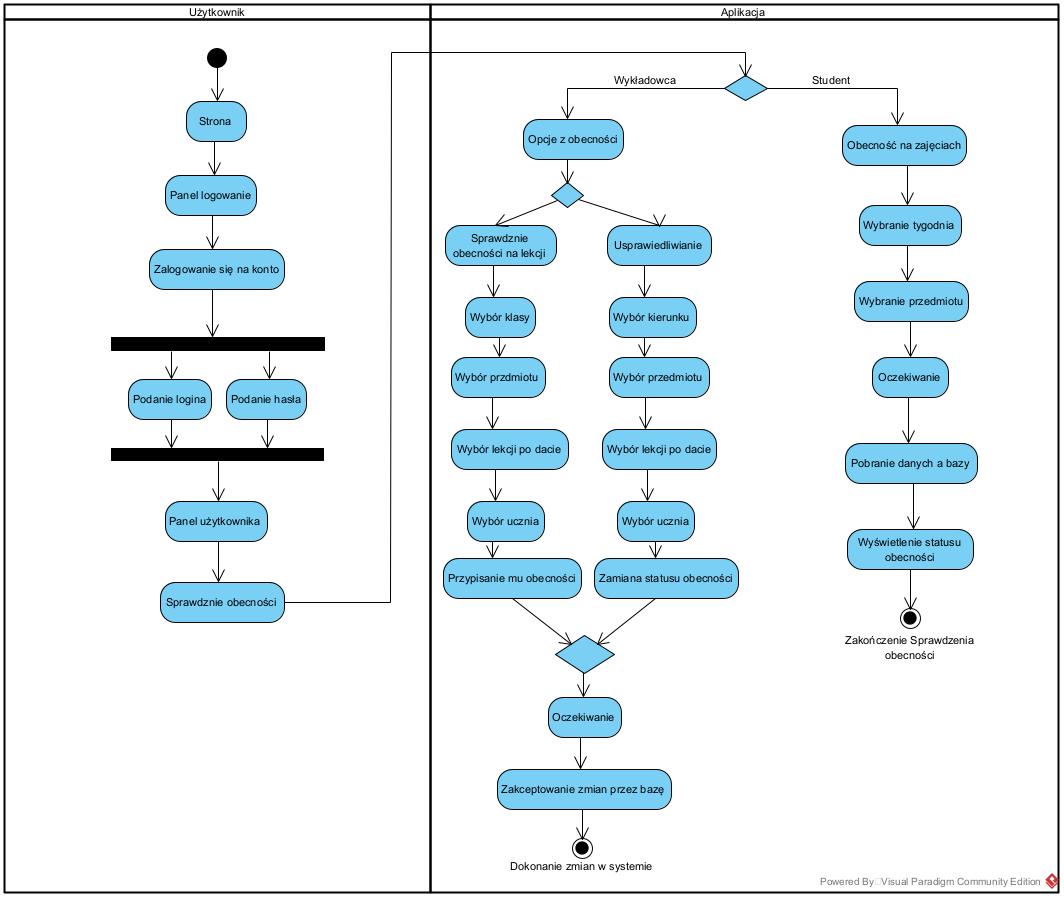 Użytkownik
Strona
Panel logowanie
Zalogowanie się na konto
Podanie logina
Podanie hasła
Panel użytkownika
Sprawdznie obecności
Aplikacja
Wykładowca
Student
Opcje z obecności
Sprawdznie
obecności na lekcji
Wybór klasy
Wybór przdmiotu
Wybór lekcji po dacie
Wybór ucznia
Przypisanie mu obecności
Usprawiedliwianie
Wybór kierunku
Wybór przedmiotu
Wybór lekcji po dacie
Wybór ucznia
Zamiana statusu obecności
Oczekiwanie
Zakceptowanie zmian przez bazę
Dokonanie zmian w systemie
Obecność na zajęciach
Wybranie tygodnia
Wybranie przedmiotu
Oczekiwanie
Pobranie danych a bazy
Wyświetlenie statusu
obecności
Zakończenie Sprawdzenia
obecności
Powered By Visual Paradigm Community Edition